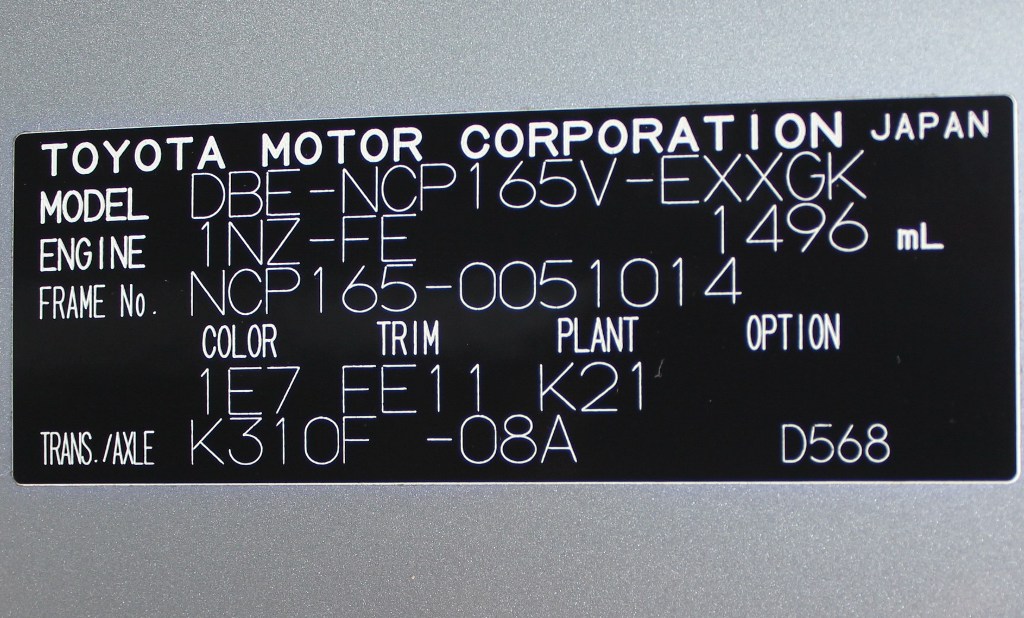 TOYOTA MOTOR CORPORATION JAPAN
MODEL DBE-NCP165V-EXXGK
ENGINE 1NZ-FE 1496 mL
FRAME No. NCP165-0051014
COLOR TRIM PLANT OPTION
1E7 FE11 K21
TRANS./AXLE K310F -08A D568